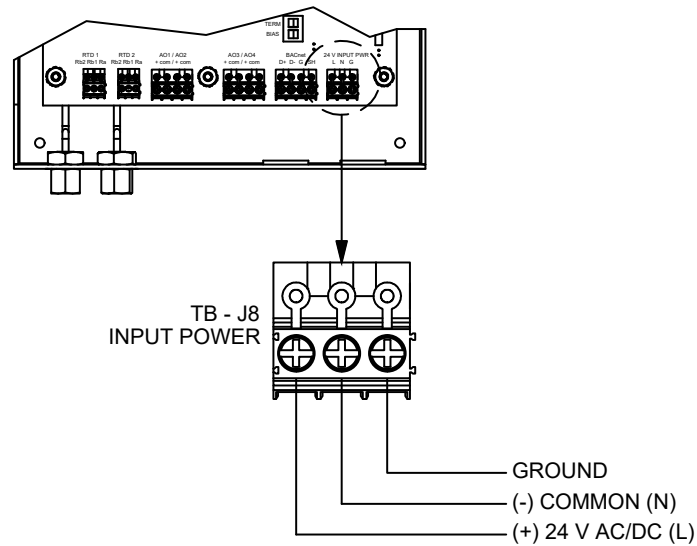 TERM
BIAS
RTD 1 RTD 2 AO1 / AO2 AO3 / AO4 BACnet 24 V INPUT PWR
Rb2 Rb1 Ra Rb2 Rb1 Ra + com / + com + com / + com D+ D- G SH L N G
TB - J8
INPUT POWER
GROUND
(-) COMMON (N)
(+) 24 V AC/DC (L)